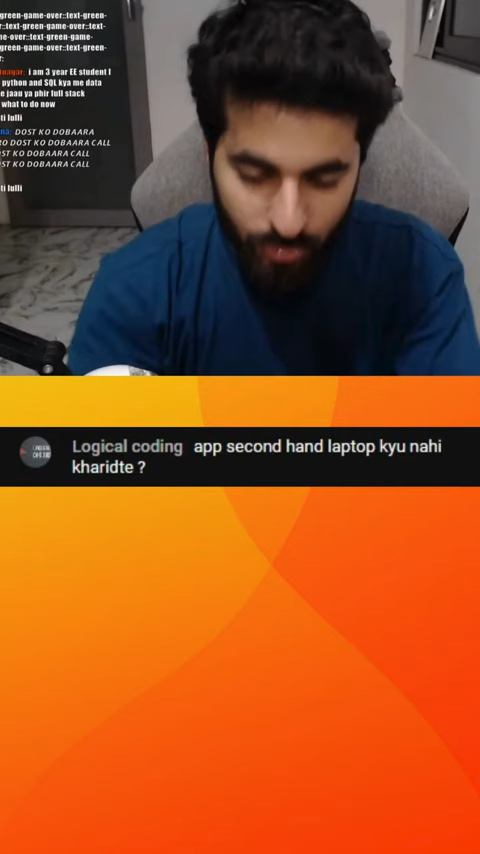 green-game-over::text-green-
::text-green-game-over::text-
me-over::text-green-game-
green-game-over::text-green-
r:
tnagar: i am 3 year EE student I
python and SQL kya me data
e jaau ya phir full stack
what to do now
ti lulli
DOST KO DOBAARA
RO DOST KO DOBAARA CALL
OST KO DOBAARA CALL
OST KO DOBAARA CALL
ti lulli
Logical coding app second hand laptop kyu nahi
kharidte ?